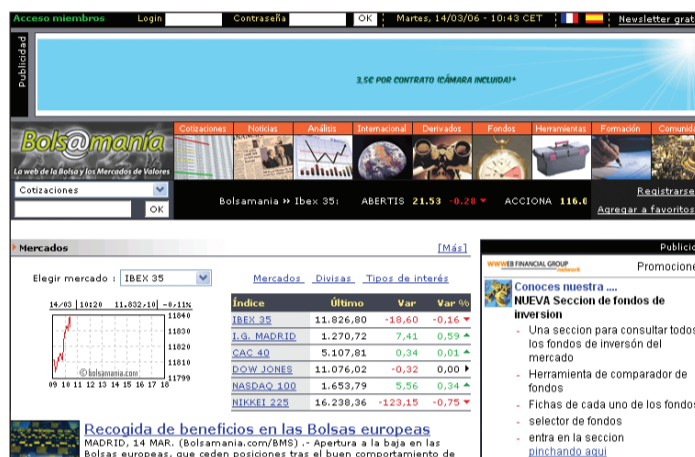 Acceso miembros Login Contraseña OK Martes, 14/03/06 - 10:43 CET Newsletter grat
Publicidad
3,5€ POR CONTRATO (CÁMARA INCLUIDA)*
Cotizaciones Noticias Análisis Internacional Derivados Fondos Herramientas Formación Comunida
Bols@manía
La web de la Bolsa y los Mercados de Valores
Cotizaciones
OK
Bolsamania » Ibex 35: ABERTIS 21.53 -0.28 ACCIONA 116.
Registrarse
Agregar a favoritos
Mercados [Más]
Elegir mercado : IBEX 35
Mercados Divisas Tipos de interés
14/03 10:20 11.832,10 -0,11%
11840
11830
11820
11810
11799
©bolsamania.com
09 10 11 12 13 14 15 16 17 18
Índice Último Var Var %
IBEX 35 11.826,80 -18,60 -0,16
I.G. MADRID 1.270,72 7,41 0,59
CAC 40 5.107,81 0,34 0,01
DOW JONES 11.076,02 -0,32 0,00
NASDAQ 100 1.653,79 5,56 0,34
NIKKEI 225 16.238,36 -123,15 -0,75
Recogida de beneficios en las Bolsas europeas
MADRID, 14 MAR. (Bolsamania.com/BMS) .- Apertura a la baja en las
Bolsas europeas, que ceden posiciones tras el buen comportamiento de
Publici
WWWEB FINANCIAL GROUP
network
Promocione
Conoces nuestra ....
NUEVA Seccion de fondos de
inversion
- Una seccion para consultar todos
los fondos de inversón del
mercado
- Herramienta de comparador de
fondos
- Fichas de cada uno de los fondos
- selector de fondos
- entra en la seccion
pinchando aqui